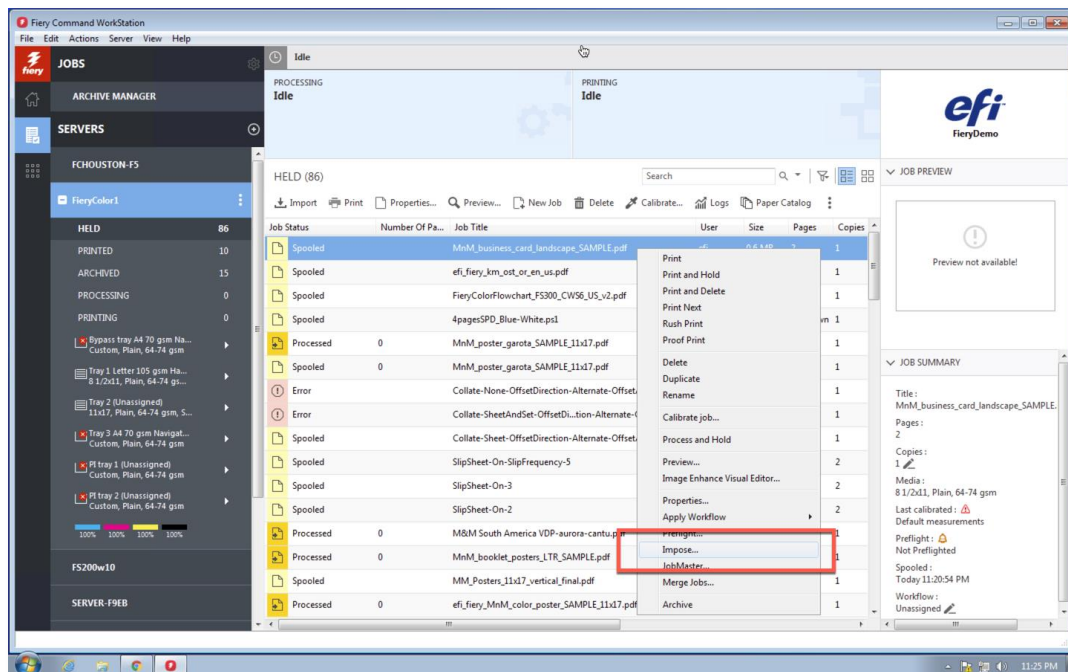 Fiery Command WorkStation
File Edit Actions Server View Help
fiery
JOBS
ARCHIVE MANAGER
SERVERS
FCHOUSTON-F5
FieryColor1
HELD 86
PRINTED 10
ARCHIVED 15
PROCESSING 0
PRINTING 0
Bypass tray A4 70 gsm Na...
Custom, Plain, 64-74 gsm
Tray 1 Letter 105 gsm Ha...
8 1/2x11, Plain, 64-74 gs...
Tray 2 (Unassigned)
11x17, Plain, 64-74 gsm, S...
Tray 3 A4 70 gsm Navigat...
Custom, Plain, 64-74 gsm
PI tray 1 (Unassigned)
Custom, Plain, 64-74 gsm
PI tray 2 (Unassigned)
Custom, Plain, 64-74 gsm
100% 100% 100% 100%
FS200w10
SERVER-F9EB
Idle
PROCESSING
Idle
PRINTING
Idle
HELD (86)
Search
Import Print Properties... Preview... New Job Delete Calibrate... Logs Paper Catalog
Job Status Number Of Pa... Job Title User Size Pages Copies
Spooled MnM_business_card_landscape_SAMPLE.pdf efi 0.6 MB 2 1
Spooled efi_fiery_km_ost_or_en_us.pdf 1
Spooled FieryColorFlowchart_FS300_CWS6_US_v2.pdf 1
Spooled 4pagesSPD_Blue-White.ps1 wn 1
Processed 0 MnM_poster_garota_SAMPLE_11x17.pdf 1
Spooled 0 MnM_poster_garota_SAMPLE_11x17.pdf 1
Error Collate-None-OffsetDirection-Alternate-Offset 1
Error Collate-SheetAndSet-OffsetDi...tion-Alternate- 1
Spooled Collate-Sheet-OffsetDirection-Alternate-Offset 1
Spooled SlipSheet-On-SlipFrequency-5 2
Spooled SlipSheet-On-3 2
Spooled SlipSheet-On-2 2
Processed 0 M&M South America VDP-aurora-cantu.pdf 1
Processed 0 MnM_booklet_posters_LTR_SAMPLE.pdf 1
Spooled MM_Posters_11x17_vertical_final.pdf 1
Processed 0 efi_fiery_MnM_color_poster_SAMPLE_11x17.pdf 1
Print
Print and Hold
Print and Delete
Print Next
Rush Print
Proof Print
Delete
Duplicate
Rename
Calibrate job...
Process and Hold
Preview...
Image Enhance Visual Editor...
Properties...
Apply Workflow
Preflight...
Impose...
JobMaster...
Merge Jobs...
Archive
efi
FieryDemo
JOB PREVIEW
Preview not available!
JOB SUMMARY
Title :
MnM_business_card_landscape_SAMPLE.
Pages :
2
Copies :
1
Media :
8 1/2x11, Plain, 64-74 gsm
Last calibrated :
Default measurements
Preflight :
Not Preflighted
Spooled :
Today 11:20:54 PM
Workflow :
Unassigned
11:25 PM